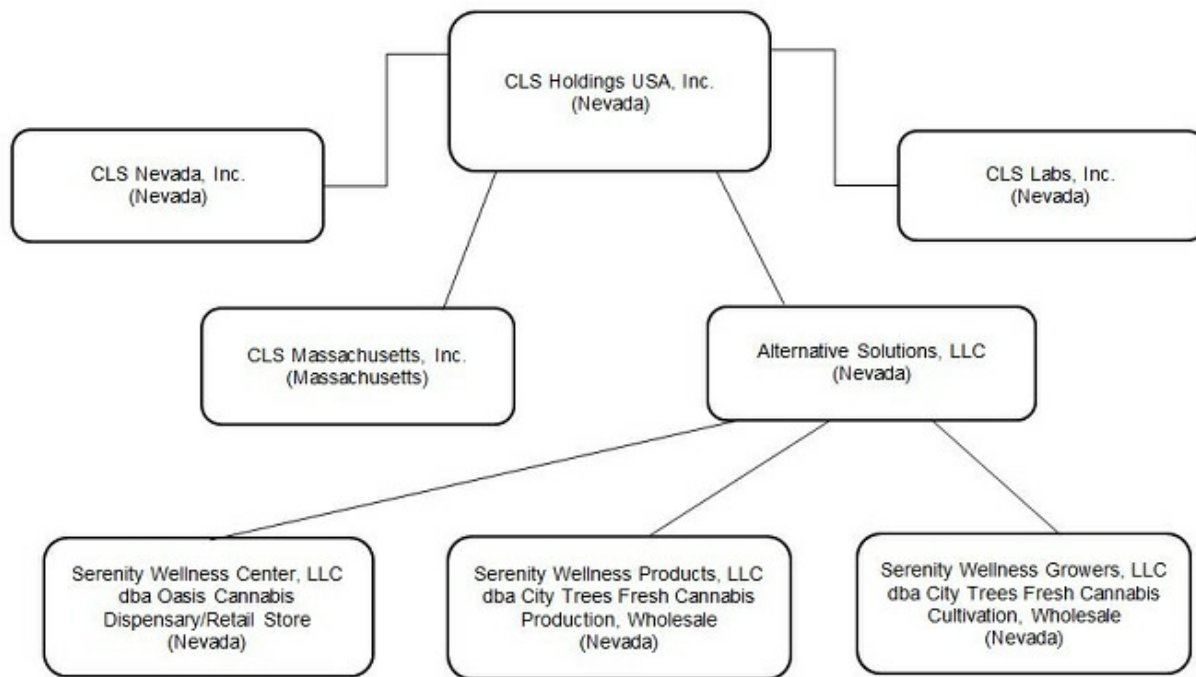 CLS Holdings USA, Inc.
(Nevada)
CLS Nevada, Inc.
(Nevada)
CLS Labs, Inc.
(Nevada)
CLS Massachusetts, Inc.
(Massachusetts)
Alternative Solutions, LLC
(Nevada)
Serenity Wellness Center, LLC
dba Oasis Cannabis
Dispensary/Retail Store
(Nevada)
Serenity Wellness Products, LLC
dba City Trees Fresh Cannabis
Production, Wholesale
(Nevada)
Serenity Wellness Growers, LLC
dba City Trees Fresh Cannabis
Cultivation, Wholesale
(Nevada)